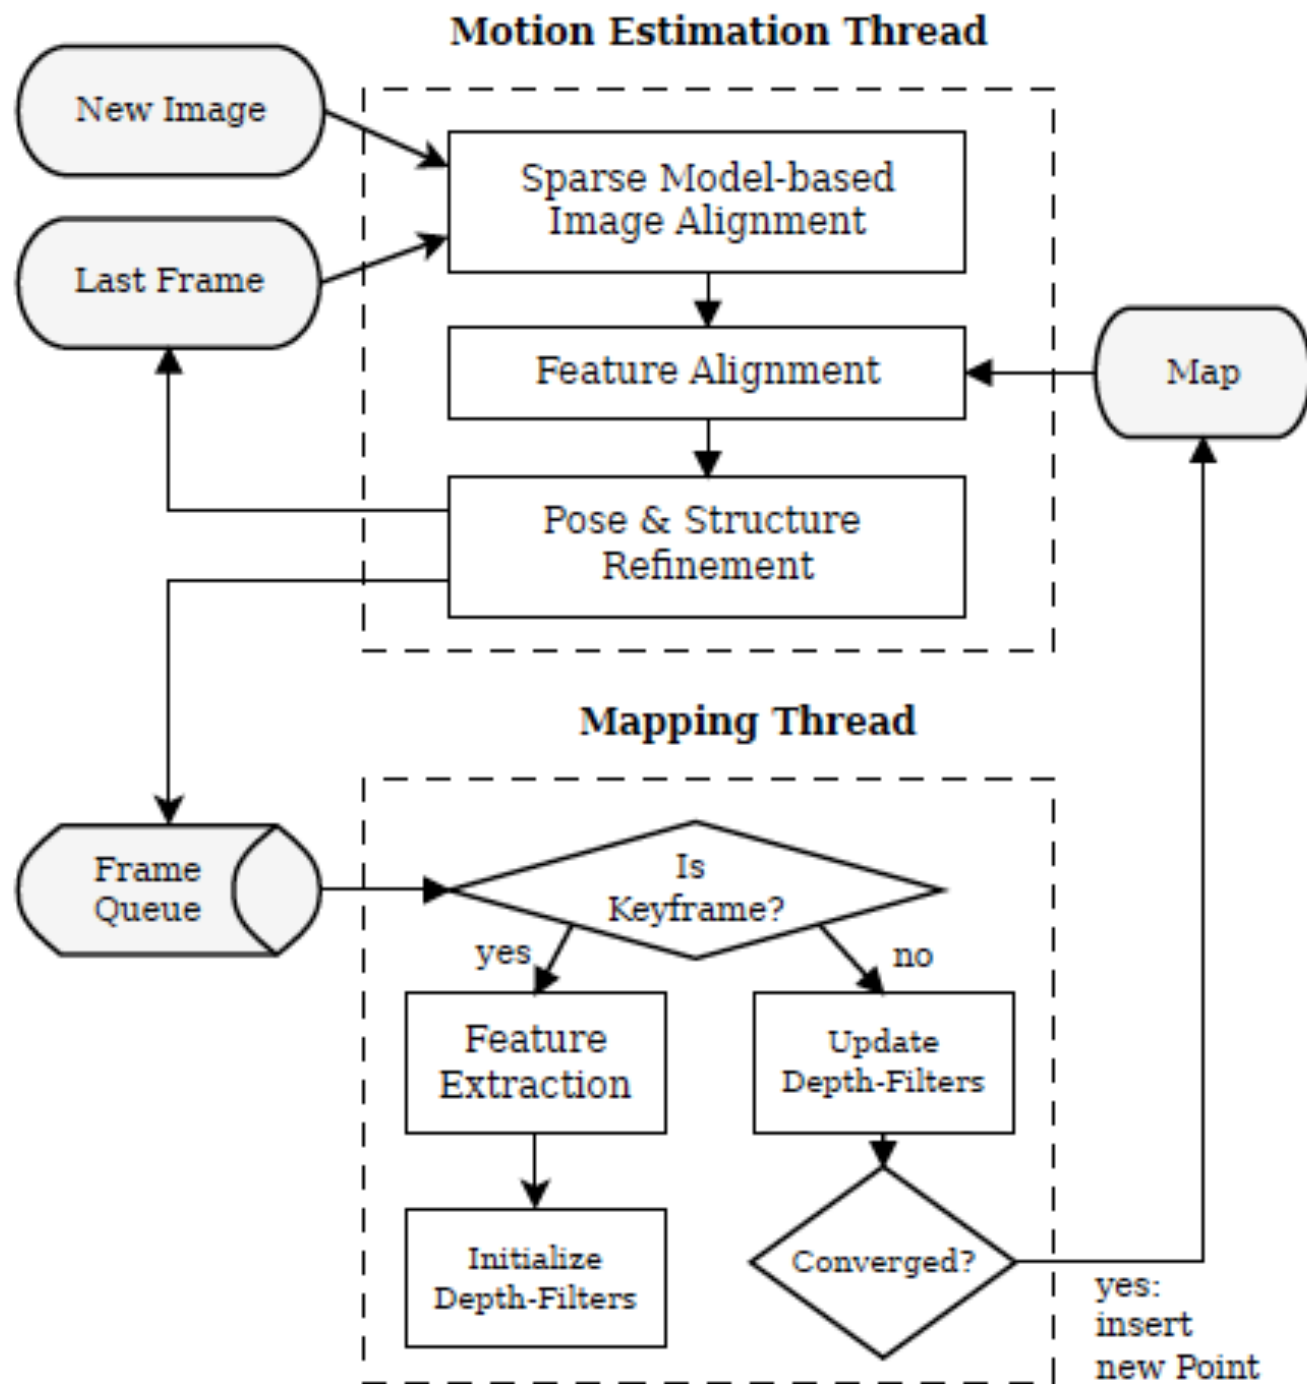 Motion Estimation Thread
New Image
Sparse Model-based
Image Alignment
Last Frame
Feature Alignment
Map
Pose & Structure
Refinement
Mapping Thread
Frame
Queue
Is
Keyframe?
yes
no
Feature
Extraction
Update
Depth-Filters
Initialize
Depth-Filters
Converged?
yes:
insert
new Point